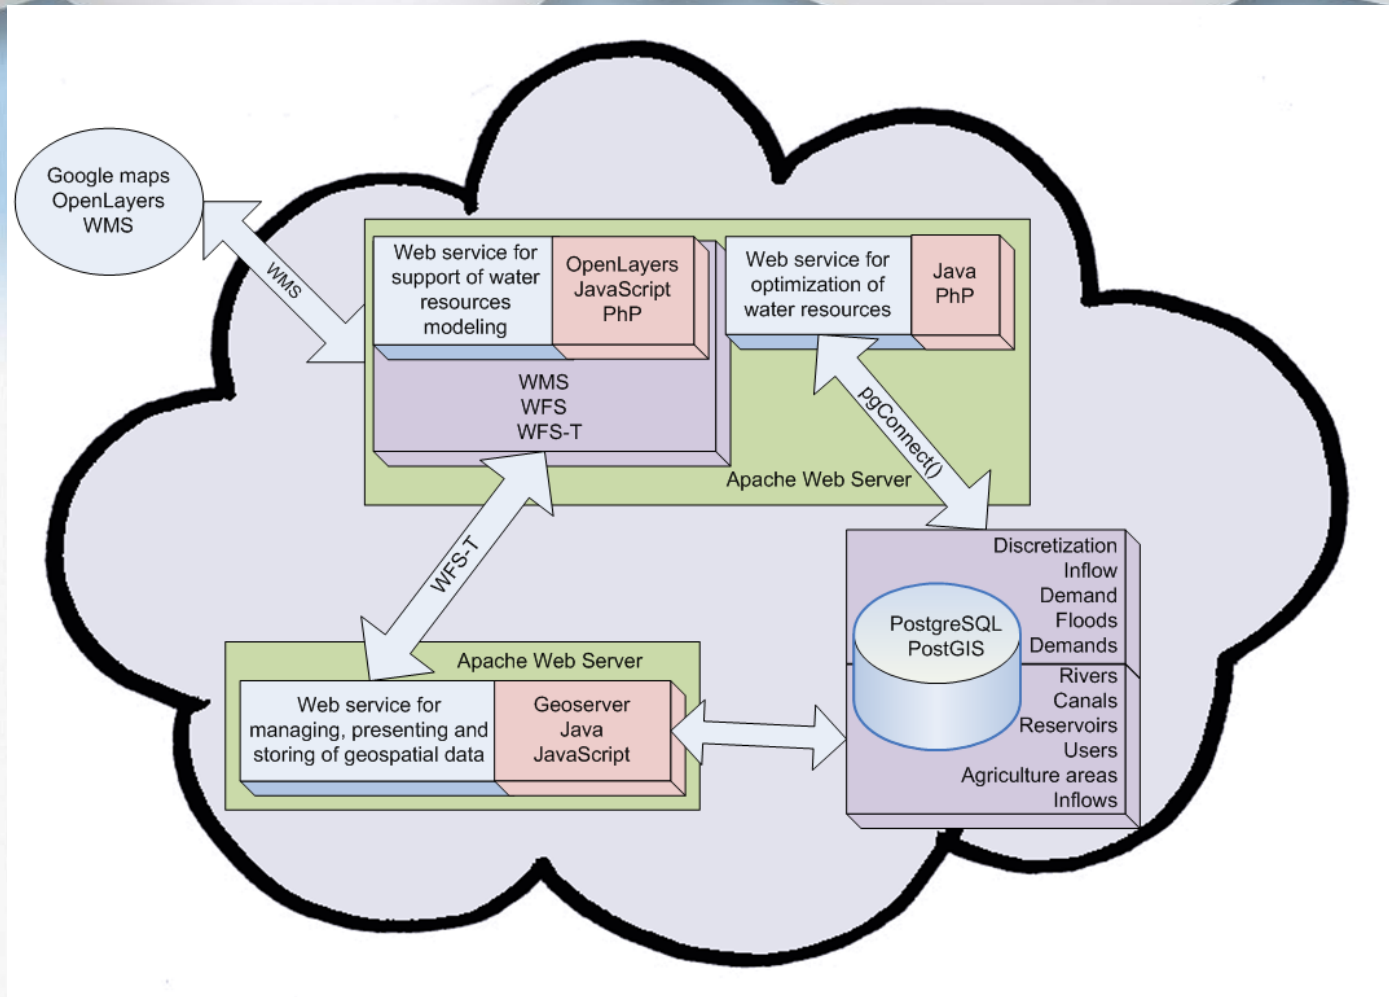 Google maps
OpenLayers
WMS
WMS
Web service for
support of water
resources
modeling
OpenLayers
JavaScript
PhP
WMS
WFS
WFS-T
Web service for
optimization of
water resources
Java
PhP
pgConnect()
Apache Web Server
WFS-T
Apache Web Server
Web service for
managing, presenting and
storing of geospatial data
Geoserver
Java
JavaScript
PostgreSQL
PostGIS
Discretization
Inflow
Demand
Floods
Demands
Rivers
Canals
Reservoirs
Users
Agriculture areas
Inflows